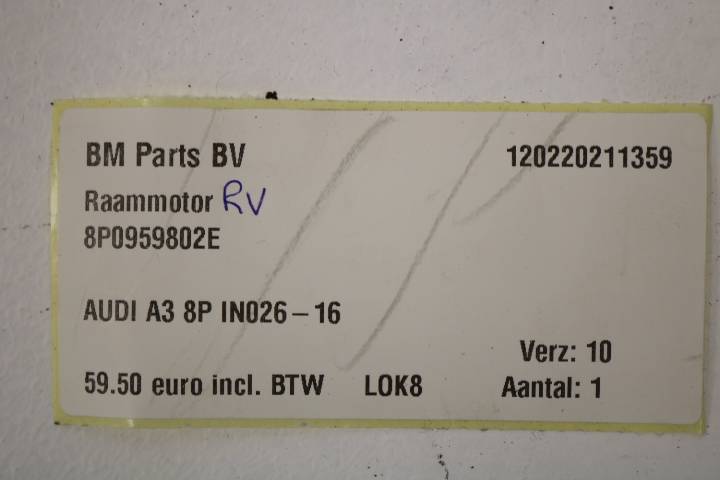 BM Parts BV 120220211359
Raammotor RV
8P0959802E
AUDI A3 8P IN026-16
Verz: 10
59.50 euro incl. BTW LOK8 Aantal: 1